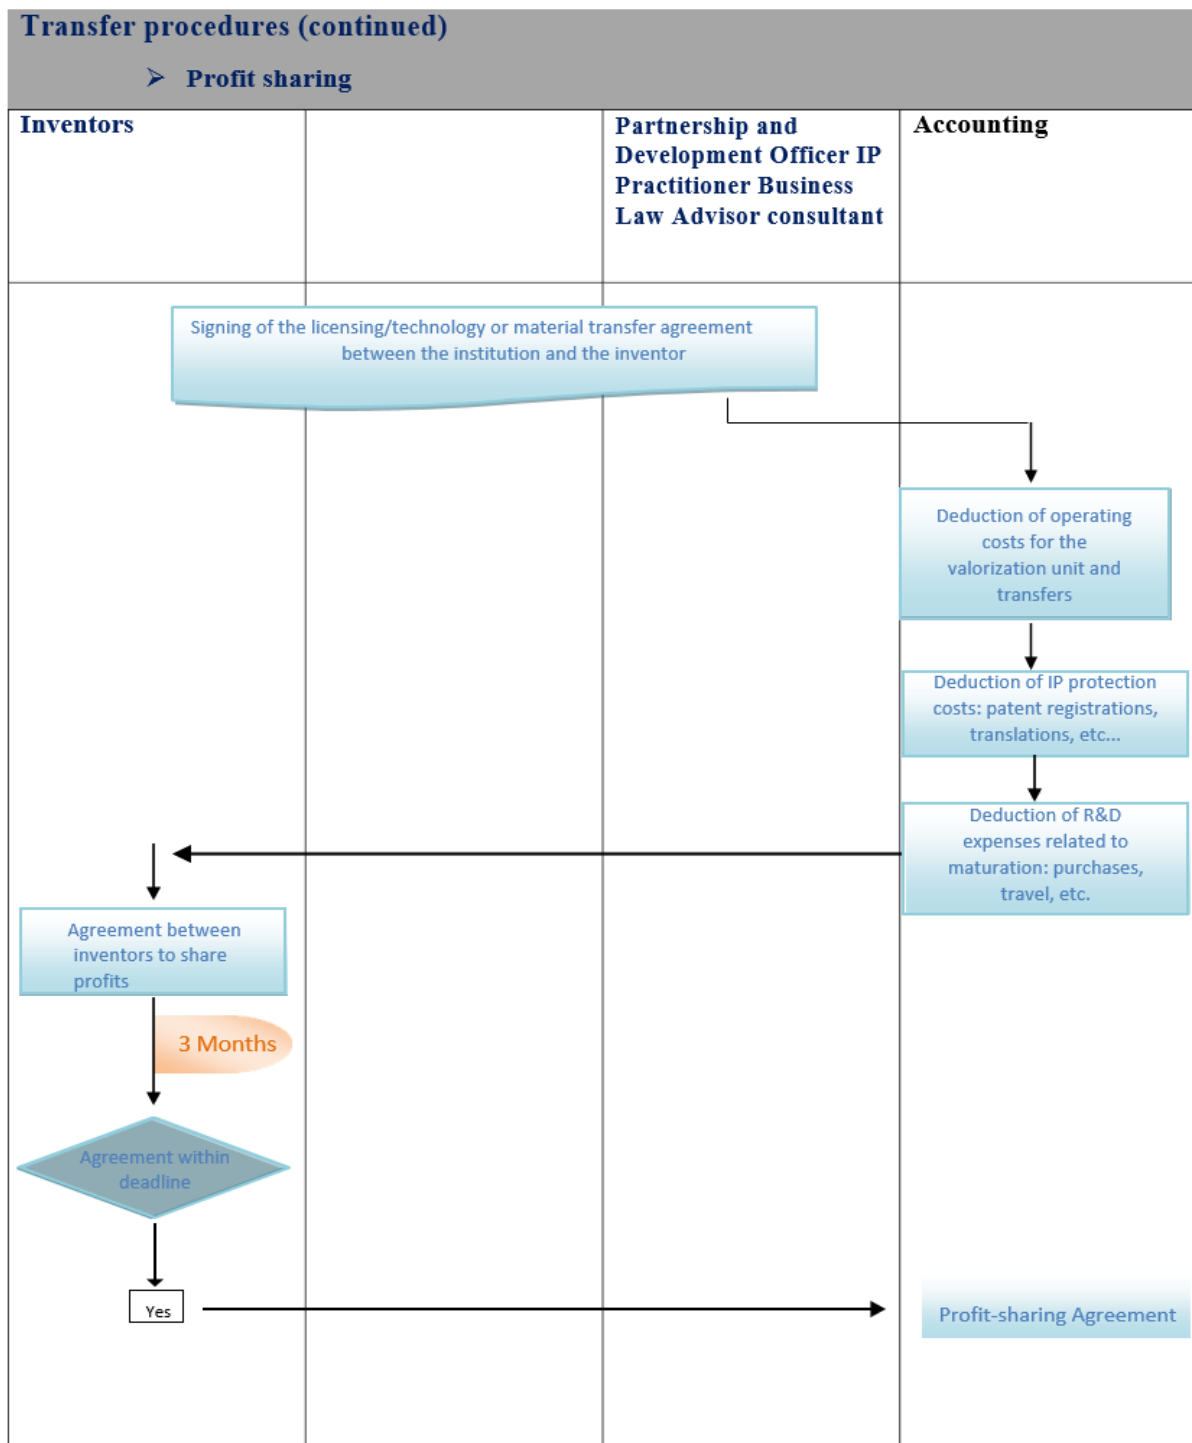 Transfer procedures (continued)
➢ Profit sharing
Inventors
Partnership and
Development Officer IP
Practitioner Business
Law Advisor consultant
Accounting
Signing of the licensing/technology or material transfer agreement
between the institution and the inventor
Deduction of operating
costs for the
valorization unit and
transfers
Deduction of IP protection
costs: patent registrations,
translations, etc...
Deduction of R&D
expenses related to
maturation: purchases,
travel, etc.
Agreement between
inventors to share
profits
3 Months
Agreement within
deadline
Yes
Profit-sharing Agreement